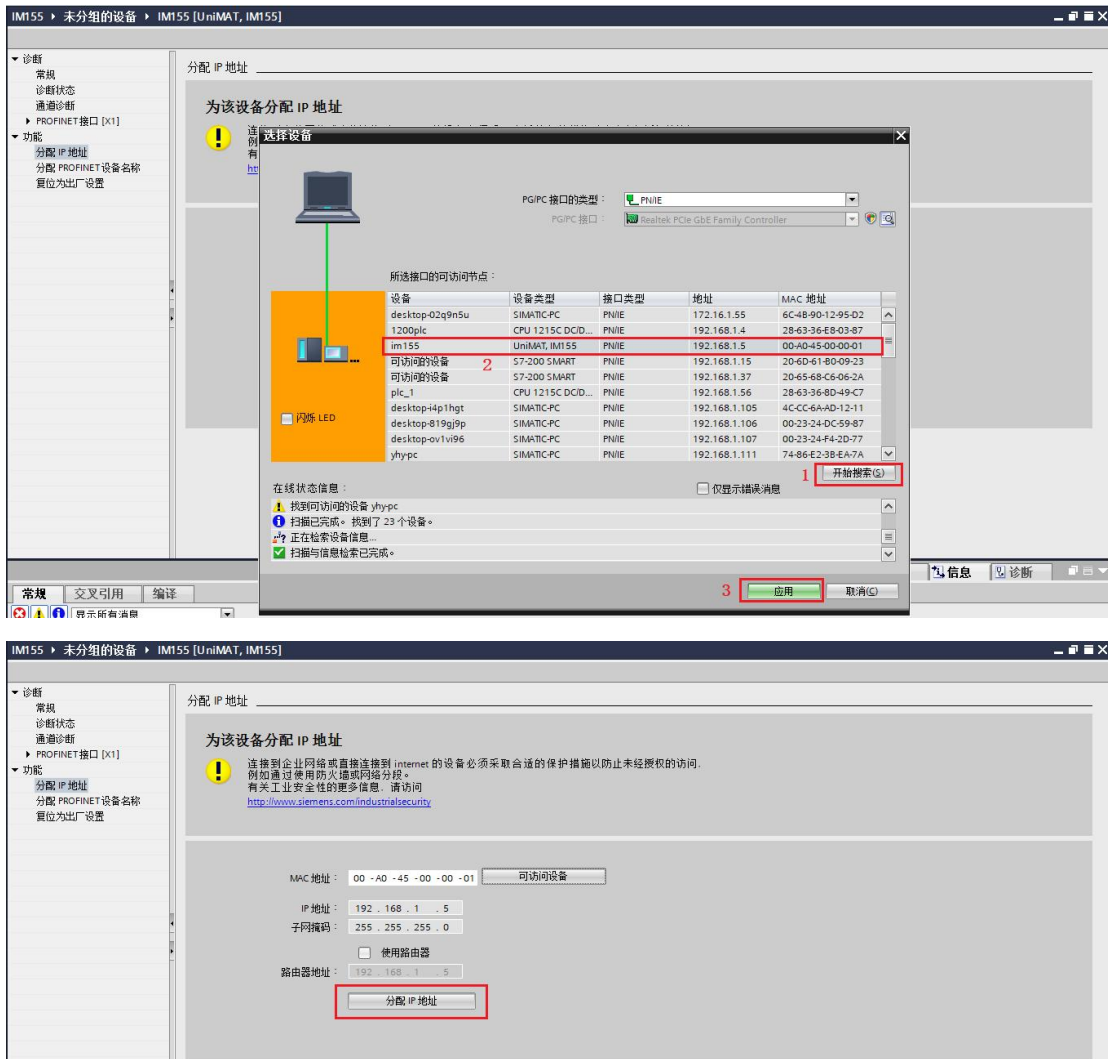 IM155 ▸ 未分组的设备 ▸ IM155 [UniMAT, IM155]
诊断
常规
诊断状态
通道诊断
PROFINET接口 [X1]
功能
分配 IP 地址
分配 PROFINET 设备名称
复位为出厂设置
分配 IP 地址
为该设备分配 IP 地址
连
例
有
htt
选择设备
PG/PC 接口的类型：
PN/IE
PG/PC 接口：
Realtek PCIe GbE Family Controller
所选接口的可访问节点：
设备 设备类型 接口类型 地址 MAC 地址
desktop-02q9n5u SIMATIC-PC PN/IE 172.16.1.55 6C-4B-90-12-95-D2
1200plc CPU 1215C DC/D... PN/IE 192.168.1.4 28-63-36-E8-03-87
im155 UniMAT, IM155 PN/IE 192.168.1.5 00-A0-45-00-00-01
2
可访问的设备 S7-200 SMART PN/IE 192.168.1.15 20-6D-61-B0-09-23
可访问的设备 S7-200 SMART PN/IE 192.168.1.37 20-65-68-C6-06-2A
plc_1 CPU 1215C DC/D... PN/IE 192.168.1.56 28-63-36-8D-49-C7
desktop-i4p1hgt SIMATIC-PC PN/IE 192.168.1.105 4C-CC-6A-AD-12-11
desktop-819gj9p SIMATIC-PC PN/IE 192.168.1.106 00-23-24-DC-59-87
desktop-ov1vi96 SIMATIC-PC PN/IE 192.168.1.107 00-23-24-F4-2D-77
yhy-pc SIMATIC-PC PN/IE 192.168.1.111 74-86-E2-3B-EA-7A
闪烁 LED
1 开始搜索(S)
在线状态信息：
仅显示错误消息
找到可访问的设备 yhy-pc
扫描已完成。找到了 23 个设备。
正在检索设备信息...
扫描与信息检索已完成。
3 应用 取消(C)
信息 诊断
常规 交叉引用 编译
显示所有消息
IM155 ▸ 未分组的设备 ▸ IM155 [UniMAT, IM155]
诊断
常规
诊断状态
通道诊断
PROFINET接口 [X1]
功能
分配 IP 地址
分配 PROFINET 设备名称
复位为出厂设置
分配 IP 地址
为该设备分配 IP 地址
连接到企业网络或直接连接到 internet 的设备必须采取合适的保护措施以防止未经授权的访问.
例如通过使用防火墙或网络分段。
有关工业安全性的更多信息, 请访问
http://www.siemens.com/industrialsecurity
MAC 地址： 00 -A0 -45 -00 -00 -01 可访问设备
IP 地址： 192 . 168 . 1 . 5
子网掩码： 255 . 255 . 255 . 0
使用路由器
路由器地址： 192 . 168 . 1 . 5
分配 IP 地址